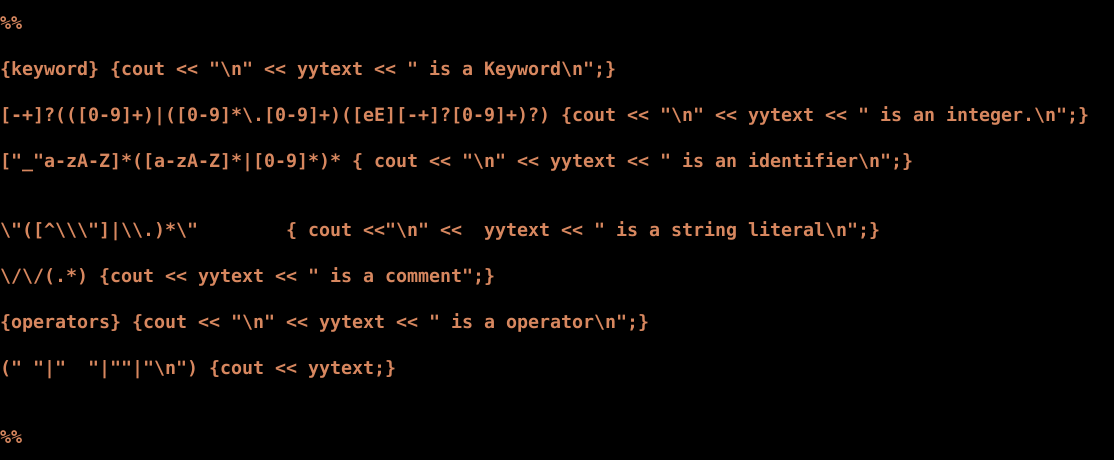 %%
{keyword} {cout << "\n" << yytext << " is a Keyword\n";}
[-+]?(([0-9]+)|([0-9]*\.[0-9]+)([eE][-+]?[0-9]+)?) {cout << "\n" << yytext << " is an integer.\n";}
["_"a-zA-Z]*([a-zA-Z]*|[0-9]*)* { cout << "\n" << yytext << " is an identifier\n";}
\"([^\\\"]|\\.)*\"        { cout <<"\n" <<  yytext << " is a string literal\n";}
\/\/(.*) {cout << yytext << " is a comment";}
{operators} {cout << "\n" << yytext << " is a operator\n";}
(" "|"  "|""|"\n") {cout << yytext;}
%%